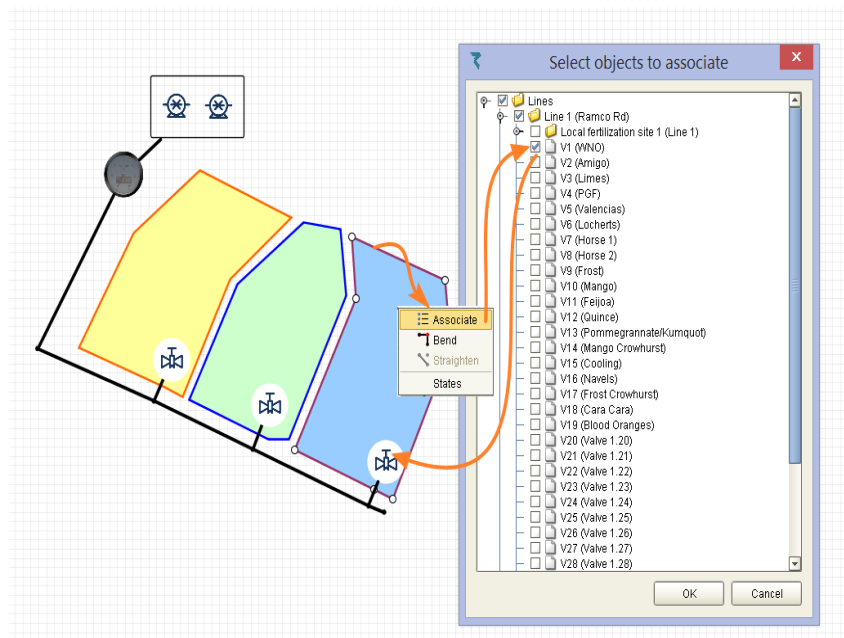 Select objects to associate
Lines
Line 1 (Ramco Rd)
Local fertilization site 1 (Line 1)
V1 (WNO)
V2 (Amigo)
V3 (Limes)
V4 (PGF)
V5 (Valencias)
V6 (Locherts)
V7 (Horse 1)
V8 (Horse 2)
V9 (Frost)
V10 (Mango)
V11 (Feijoa)
V12 (Quince)
V13 (Pommegrannate/Kumquot)
V14 (Mango Crowhurst)
V15 (Cooling)
V16 (Navels)
V17 (Frost Crowhurst)
V18 (Cara Cara)
V19 (Blood Oranges)
V20 (Valve 1.20)
V21 (Valve 1.21)
V22 (Valve 1.22)
V23 (Valve 1.23)
V24 (Valve 1.24)
V25 (Valve 1.25)
V26 (Valve 1.26)
V27 (Valve 1.27)
V28 (Valve 1.28)
Associate
Bend
Straighten
States
OK
Cancel